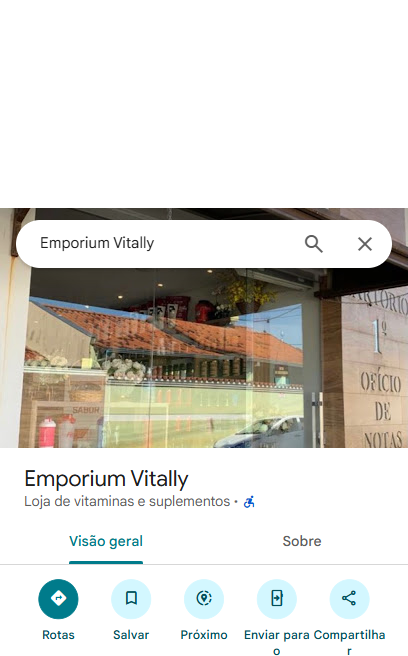 Emporium Vitally
CARTÓRIO
1º
OFÍCIO
DE
NOTAS
SABOR
Emporium Vitally
Loja de vitaminas e suplementos •
Visão geral
Sobre
Rotas
Salvar
Próximo
Enviar para o
Compartilhar